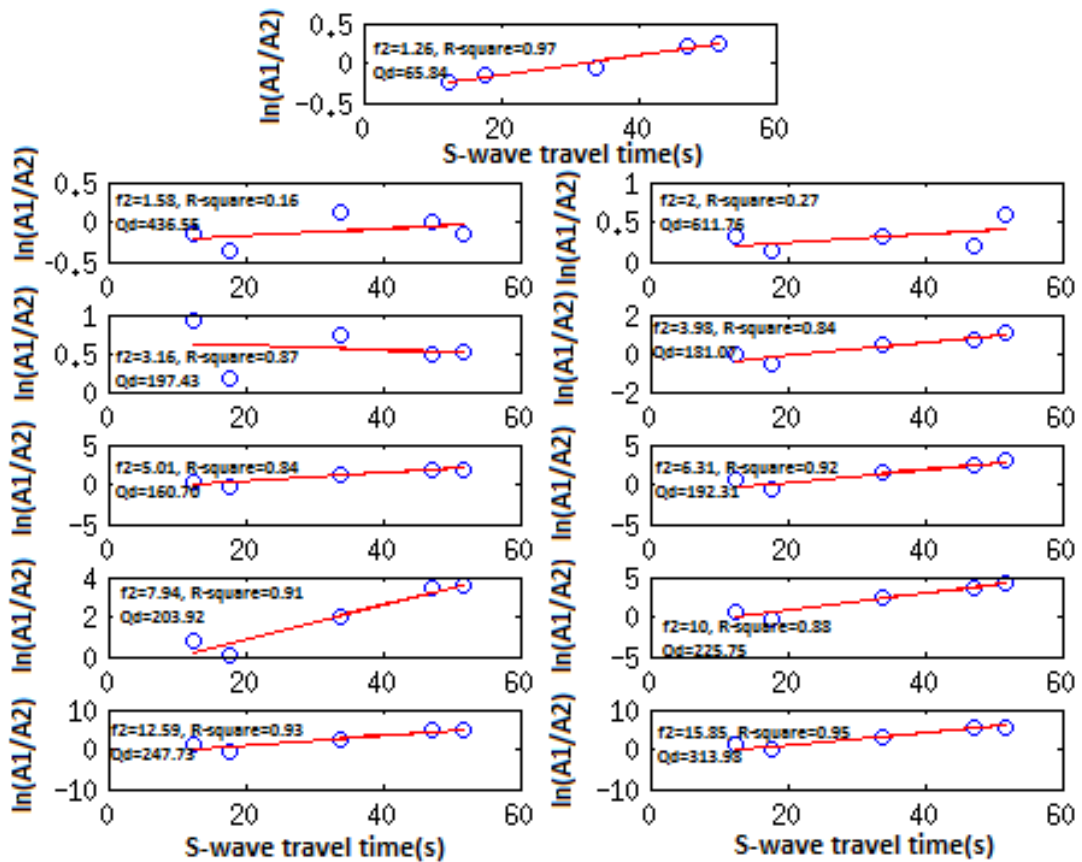 0.5
0
-0.5
ln(A1/A2)
f2=1.26, R-square=0.97
Qd=65.84
0 20 40 60
S-wave travel time(s)
0.5
0
-0.5
ln(A1/A2)
f2=1.58, R-square=0.16
Qd=436.55
0 20 40 60
1
0.5
0
ln(A1/A2)
f2=2, R-square=0.27
Qd=611.76
0 20 40 60
1
0.5
0
ln(A1/A2)
f2=3.16, R-square=0.87
Qd=197.43
0 20 40 60
2
0
-2
ln(A1/A2)
f2=3.98, R-square=0.84
Qd=181.07
0 20 40 60
5
0
-5
ln(A1/A2)
f2=5.01, R-square=0.84
Qd=160.70
0 20 40 60
5
0
-5
ln(A1/A2)
f2=6.31, R-square=0.92
Qd=192.31
0 20 40 60
4
2
0
ln(A1/A2)
f2=7.94, R-square=0.91
Qd=203.92
0 20 40 60
5
0
-5
ln(A1/A2)
f2=10, R-square=0.88
Qd=225.75
0 20 40 60
10
0
-10
ln(A1/A2)
f2=12.59, R-square=0.93
Qd=247.73
0 20 40 60
S-wave travel time(s)
10
0
-10
ln(A1/A2)
f2=15.85, R-square=0.95
Qd=313.98
0 20 40 60
S-wave travel time(s)